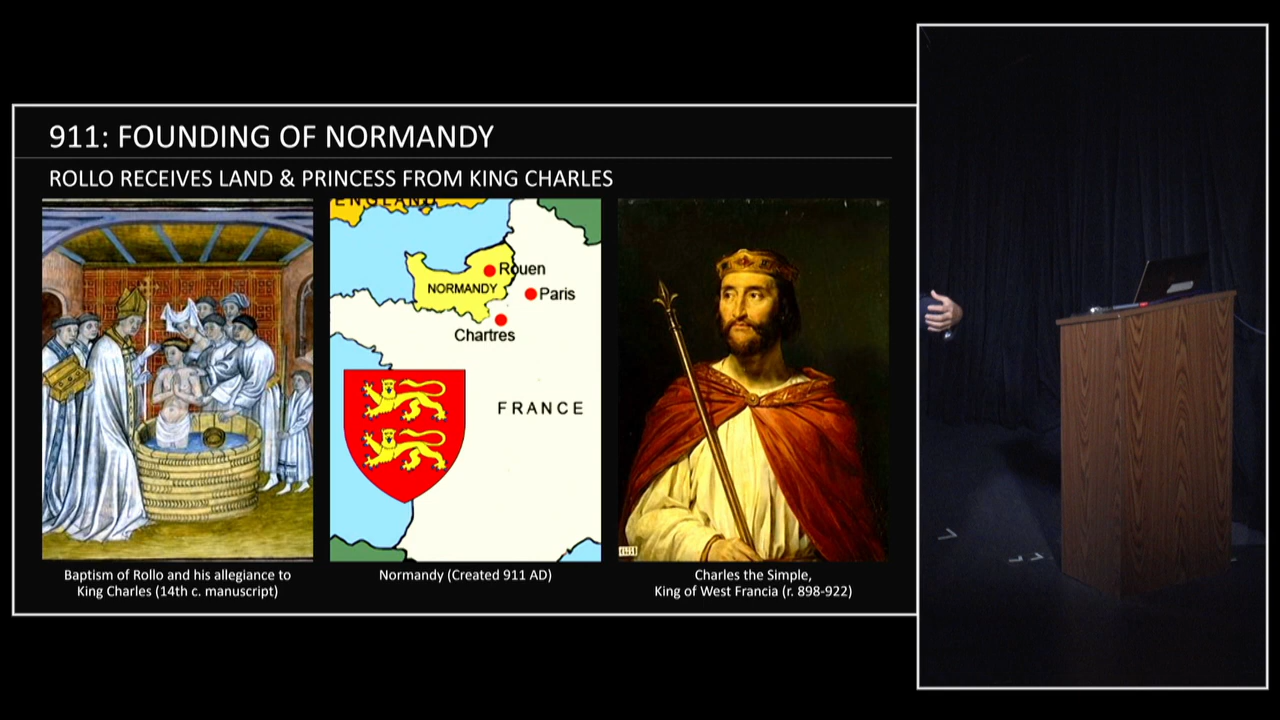 911: FOUNDING OF NORMANDY
ROLLO RECEIVES LAND & PRINCESS FROM KING CHARLES
ENGLAND
Rouen
NORMANDY
Paris
Chartres
FRANCE
Baptism of Rollo and his allegiance to
King Charles (14th c. manuscript)
Normandy (Created 911 AD)
Charles the Simple,
King of West Francia (r. 898-922)